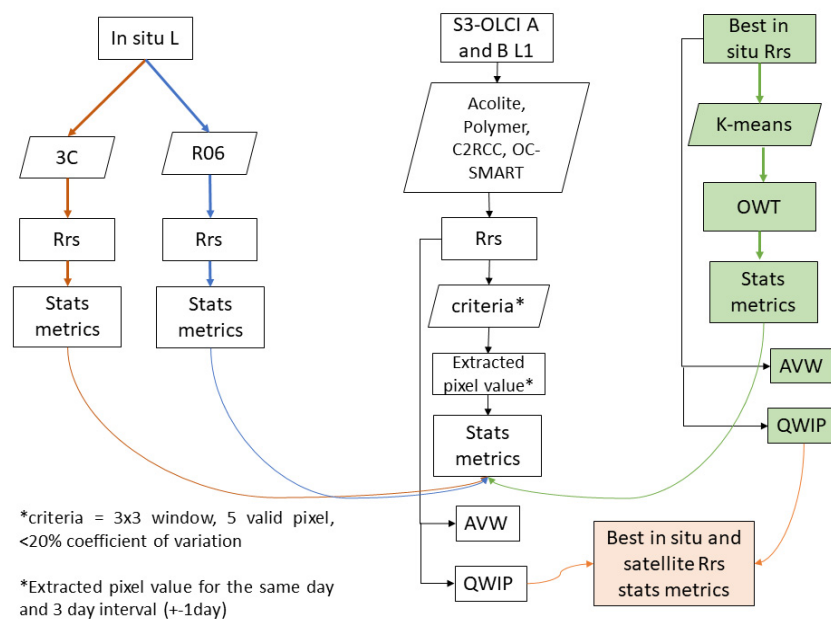 In situ L
3C
R06
Rrs
Rrs
Stats
metrics
Stats
metrics
S3-OLCI A
and B L1
Acolite,
Polymer,
C2RCC, OC-
SMART
Rrs
criteria*
Extracted
pixel value*
Stats
metrics
AVW
QWIP
Best in
situ Rrs
K-means
OWT
Stats
metrics
AVW
QWIP
Best in situ and
satellite Rrs
stats metrics
*criteria = 3x3 window, 5 valid pixel,
<20% coefficient of variation
*Extracted pixel value for the same day
and 3 day interval (+-1day)